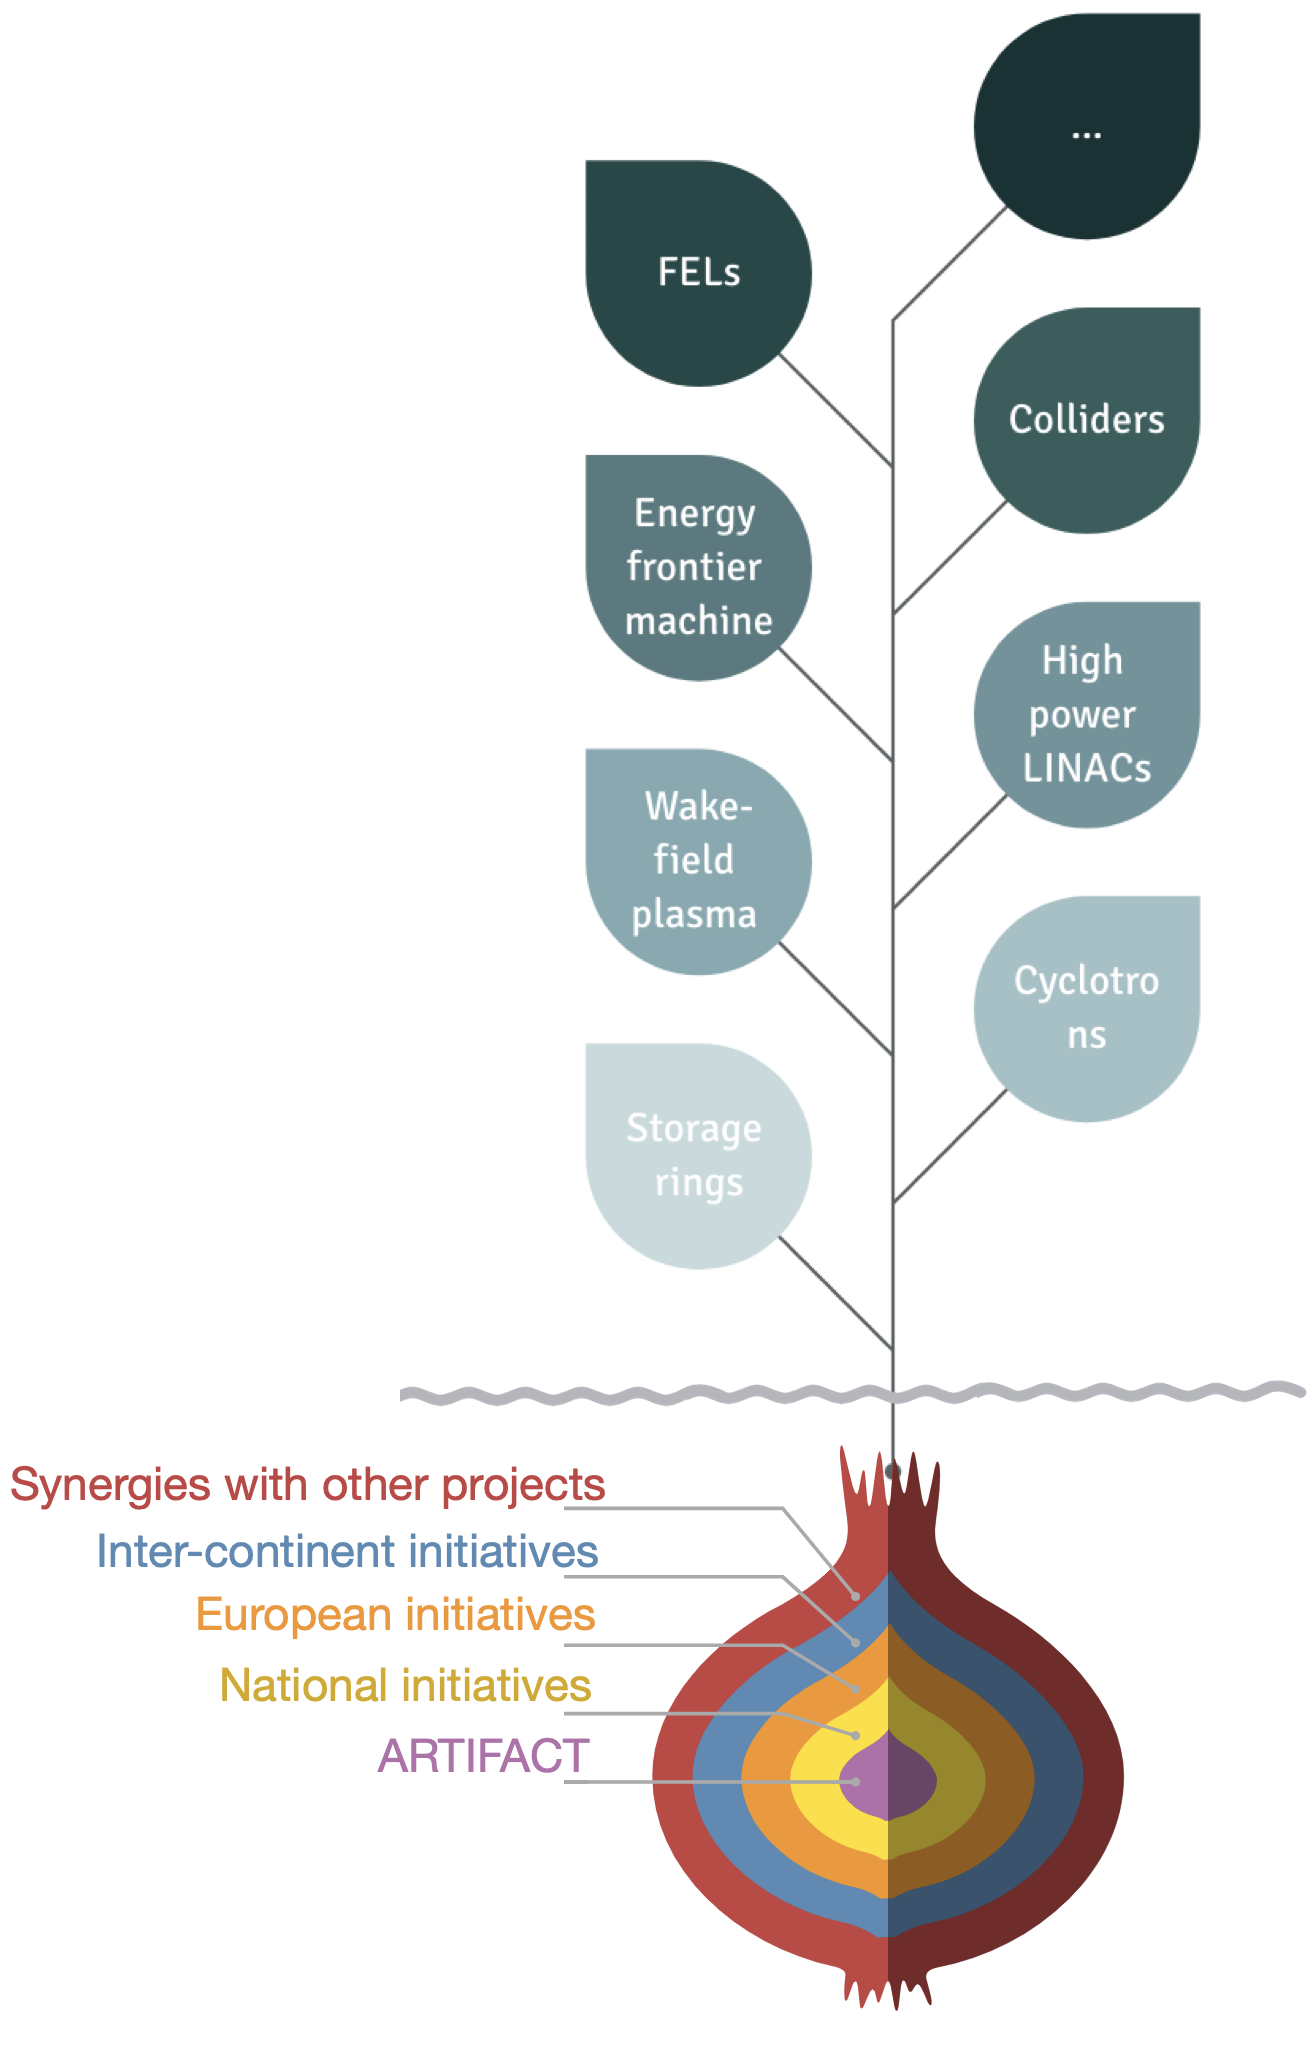 ...
FELs
Colliders
Energy
frontier
machine
High
power
LINACs
Wake-
field
plasma
Cyclotro
ns
Storage
rings
Synergies with other projects
Inter-continent initiatives
European initiatives
National initiatives
ARTIFACT